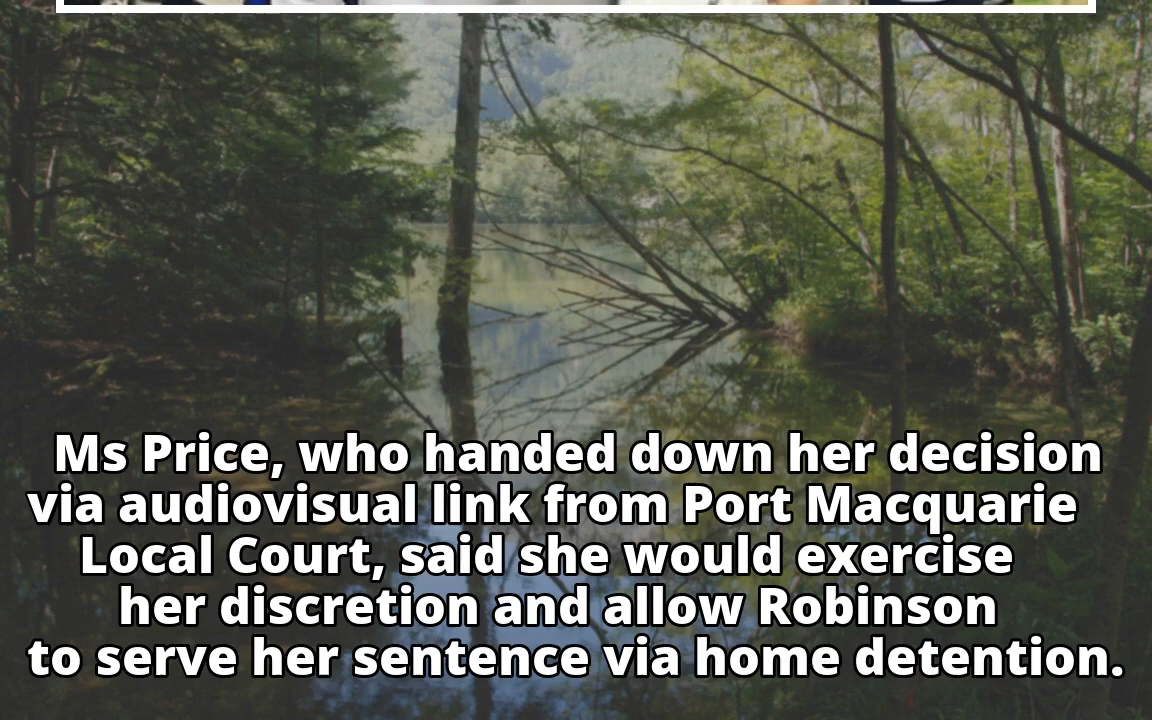 Ms Price, who handed down her decision
via audiovisual link from Port Macquarie
Local Court, said she would exercise
her discretion and allow Robinson
to serve her sentence via home detention.